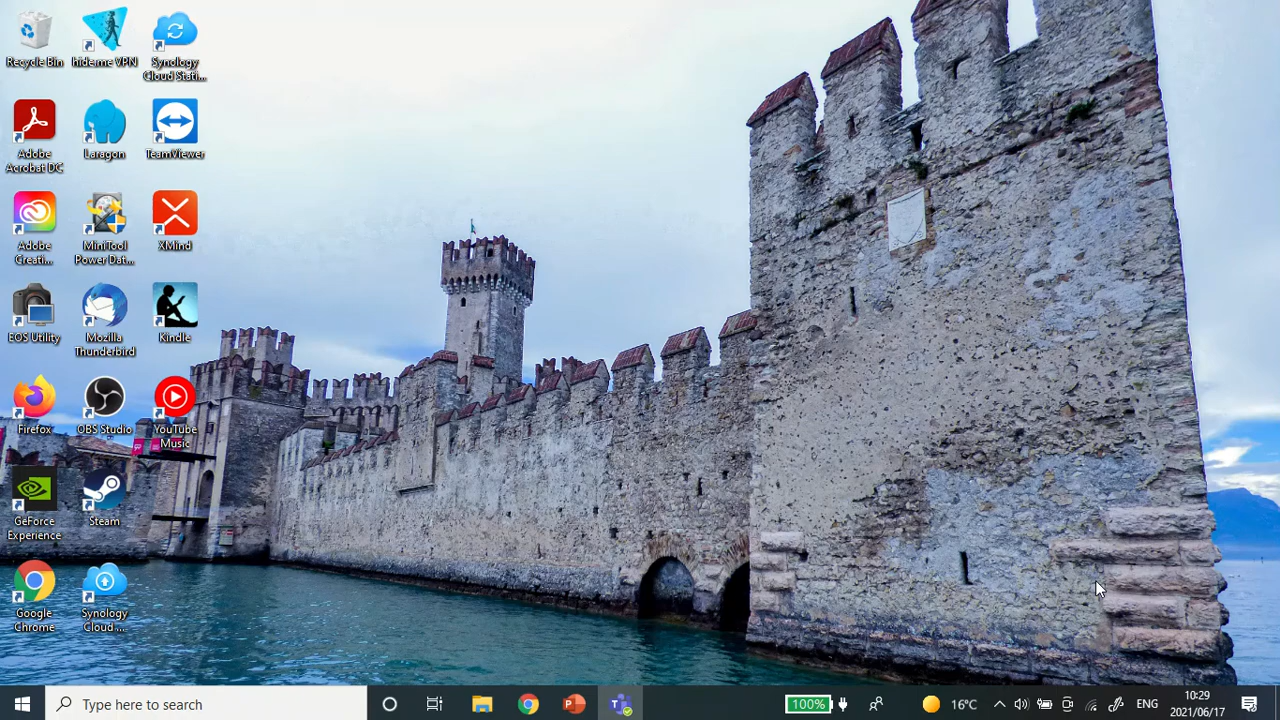 Recycle Bin
hide.me VPN
Synology
Cloud Stati...
Adobe
Acrobat DC
Laragon
TeamViewer
Adobe
Creati...
MiniTool
Power Dat...
XMind
EOS Utility
Mozilla
Thunderbird
Kindle
Firefox
OBS Studio
YouTube
Music
GeForce
Experience
Steam
Google
Chrome
Synology
Cloud ...
Type here to search
100%
16°C
ENG
10:29
2021/06/17